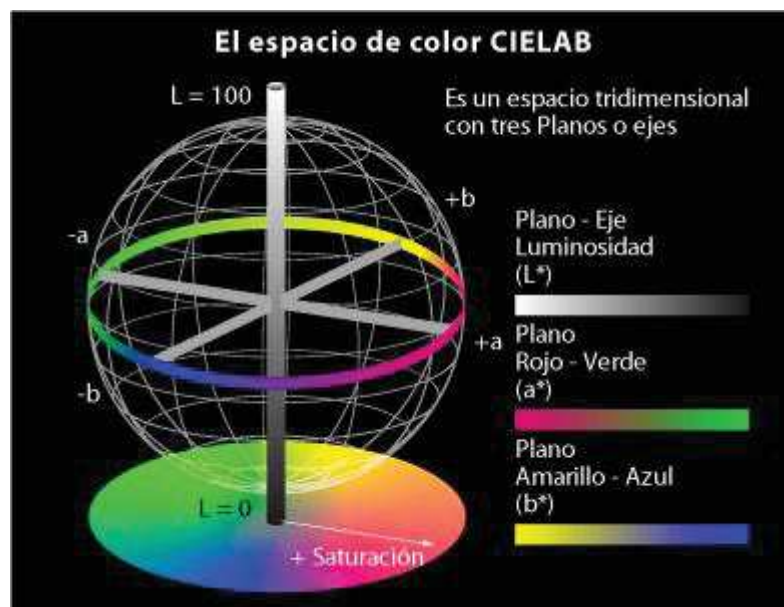 El espacio de color CIELAB
L = 100
Es un espacio tridimensional
con tres Planos o ejes
+b
-a
Plano - Eje
Luminosidad
(L*)
Plano
Rojo - Verde
(a*)
+a
-b
Plano
Amarillo - Azul
(b*)
L = 0
+ Saturación